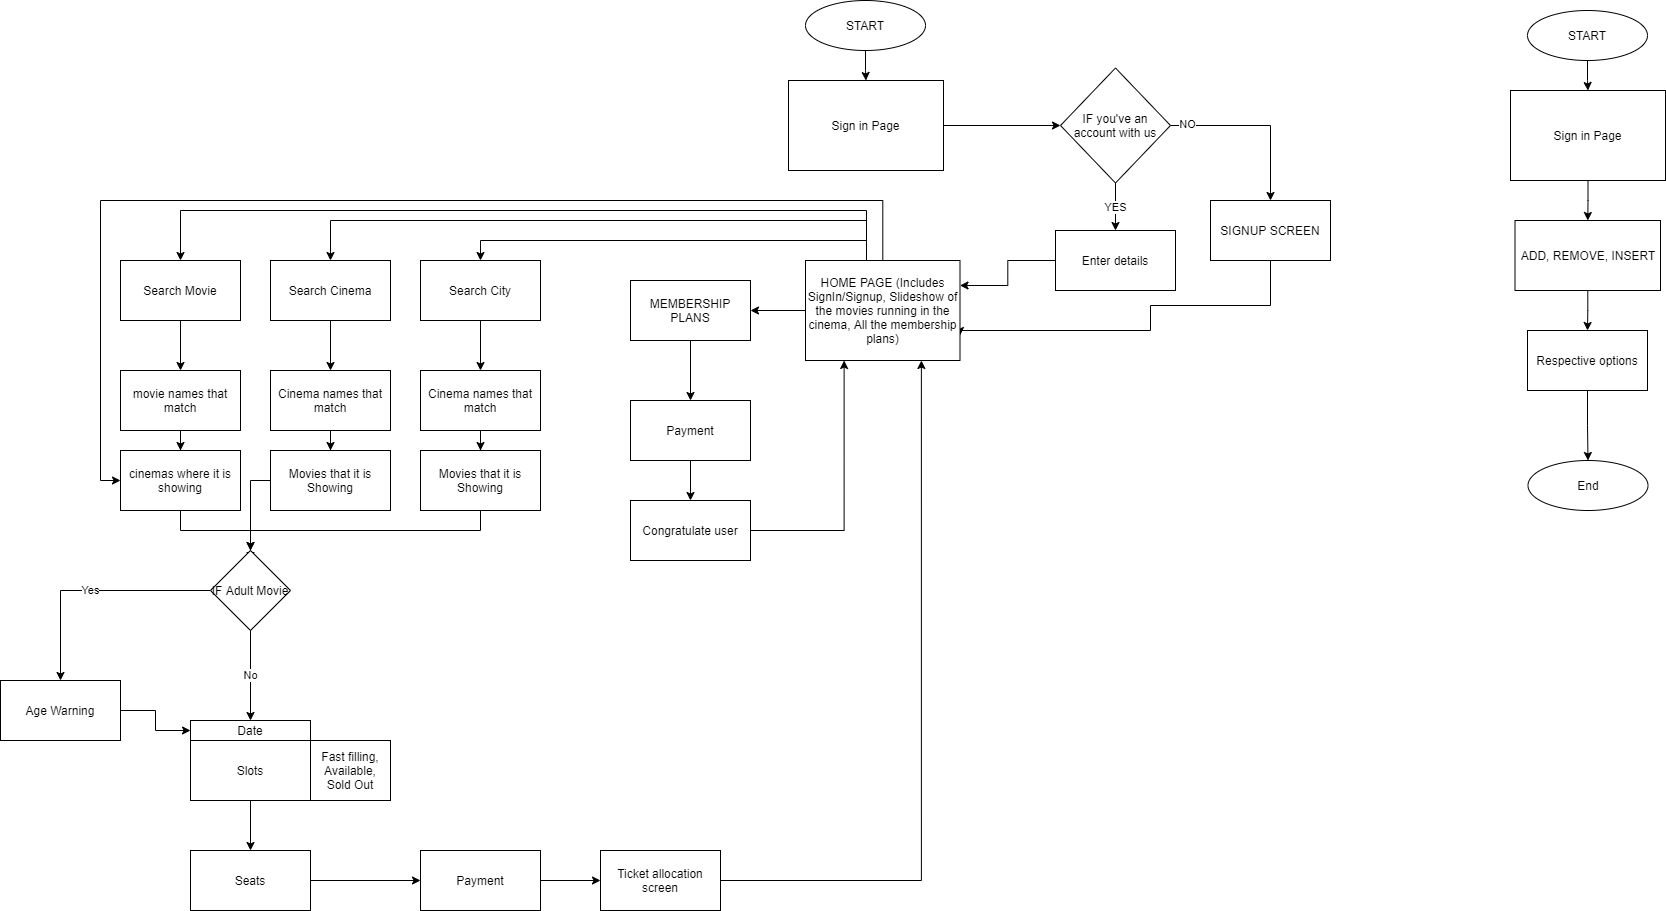 START
Sign in Page
IF you've an
account with us
NO
YES
SIGNUP SCREEN
Enter details
HOME PAGE (Includes
SignIn/Signup, Slideshow of
the movies running in the
cinema, All the membership
plans)
MEMBERSHIP
PLANS
Payment
Congratulate user
Search Movie
Search Cinema
Search City
movie names that
match
Cinema names that
match
Cinema names that
match
cinemas where it is
showing
Movies that it is
Showing
Movies that it is
Showing
IF Adult Movie
Yes
No
Age Warning
Date
Slots
Fast filling,
Available,
Sold Out
Seats
Payment
Ticket allocation
screen
START
Sign in Page
ADD, REMOVE, INSERT
Respective options
End